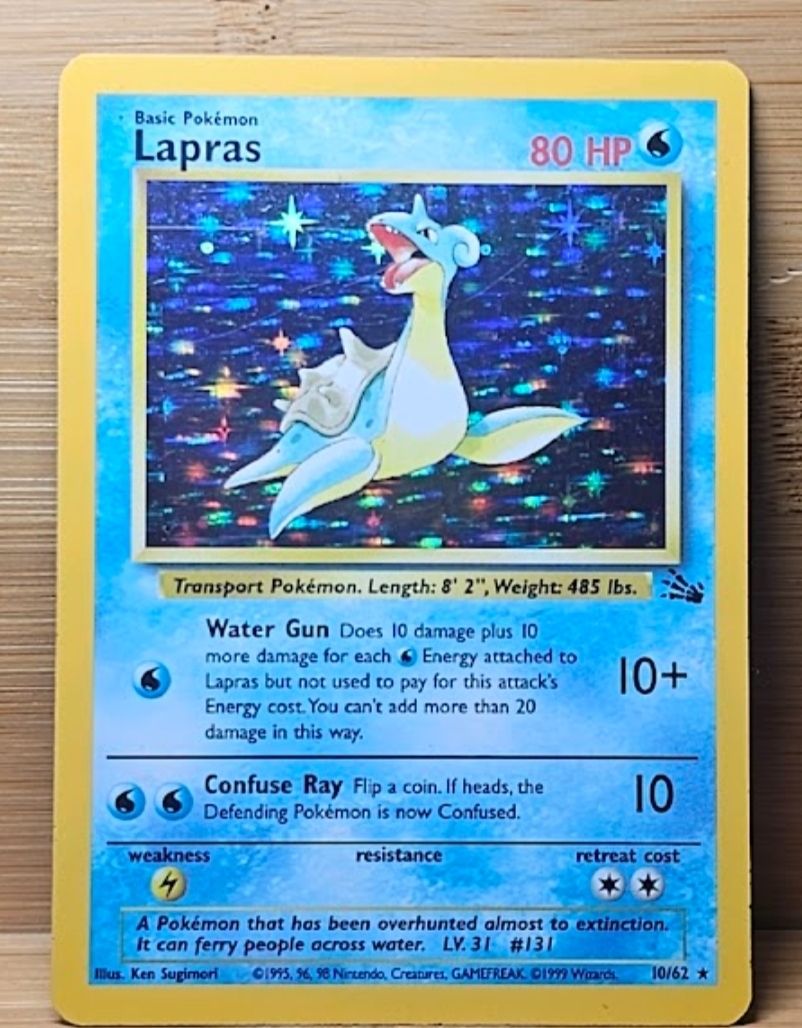 Basic Pokémon
Lapras
80 HP
Transport Pokémon. Length: 8' 2", Weight: 485 lbs.
Water Gun Does 10 damage plus 10
more damage for each Energy attached to
Lapras but not used to pay for this attack's
Energy cost. You can't add more than 20
damage in this way.
10+
Confuse Ray Flip a coin. If heads, the
Defending Pokémon is now Confused.
10
weakness resistance retreat cost
A Pokémon that has been overhunted almost to extinction.
It can ferry people across water. LV. 31 #131
Illus. Ken Sugimori ©1995, 96, 98 Nintendo, Creatures, GAMEFREAK. ©1999 Wizards. 10/62 ★